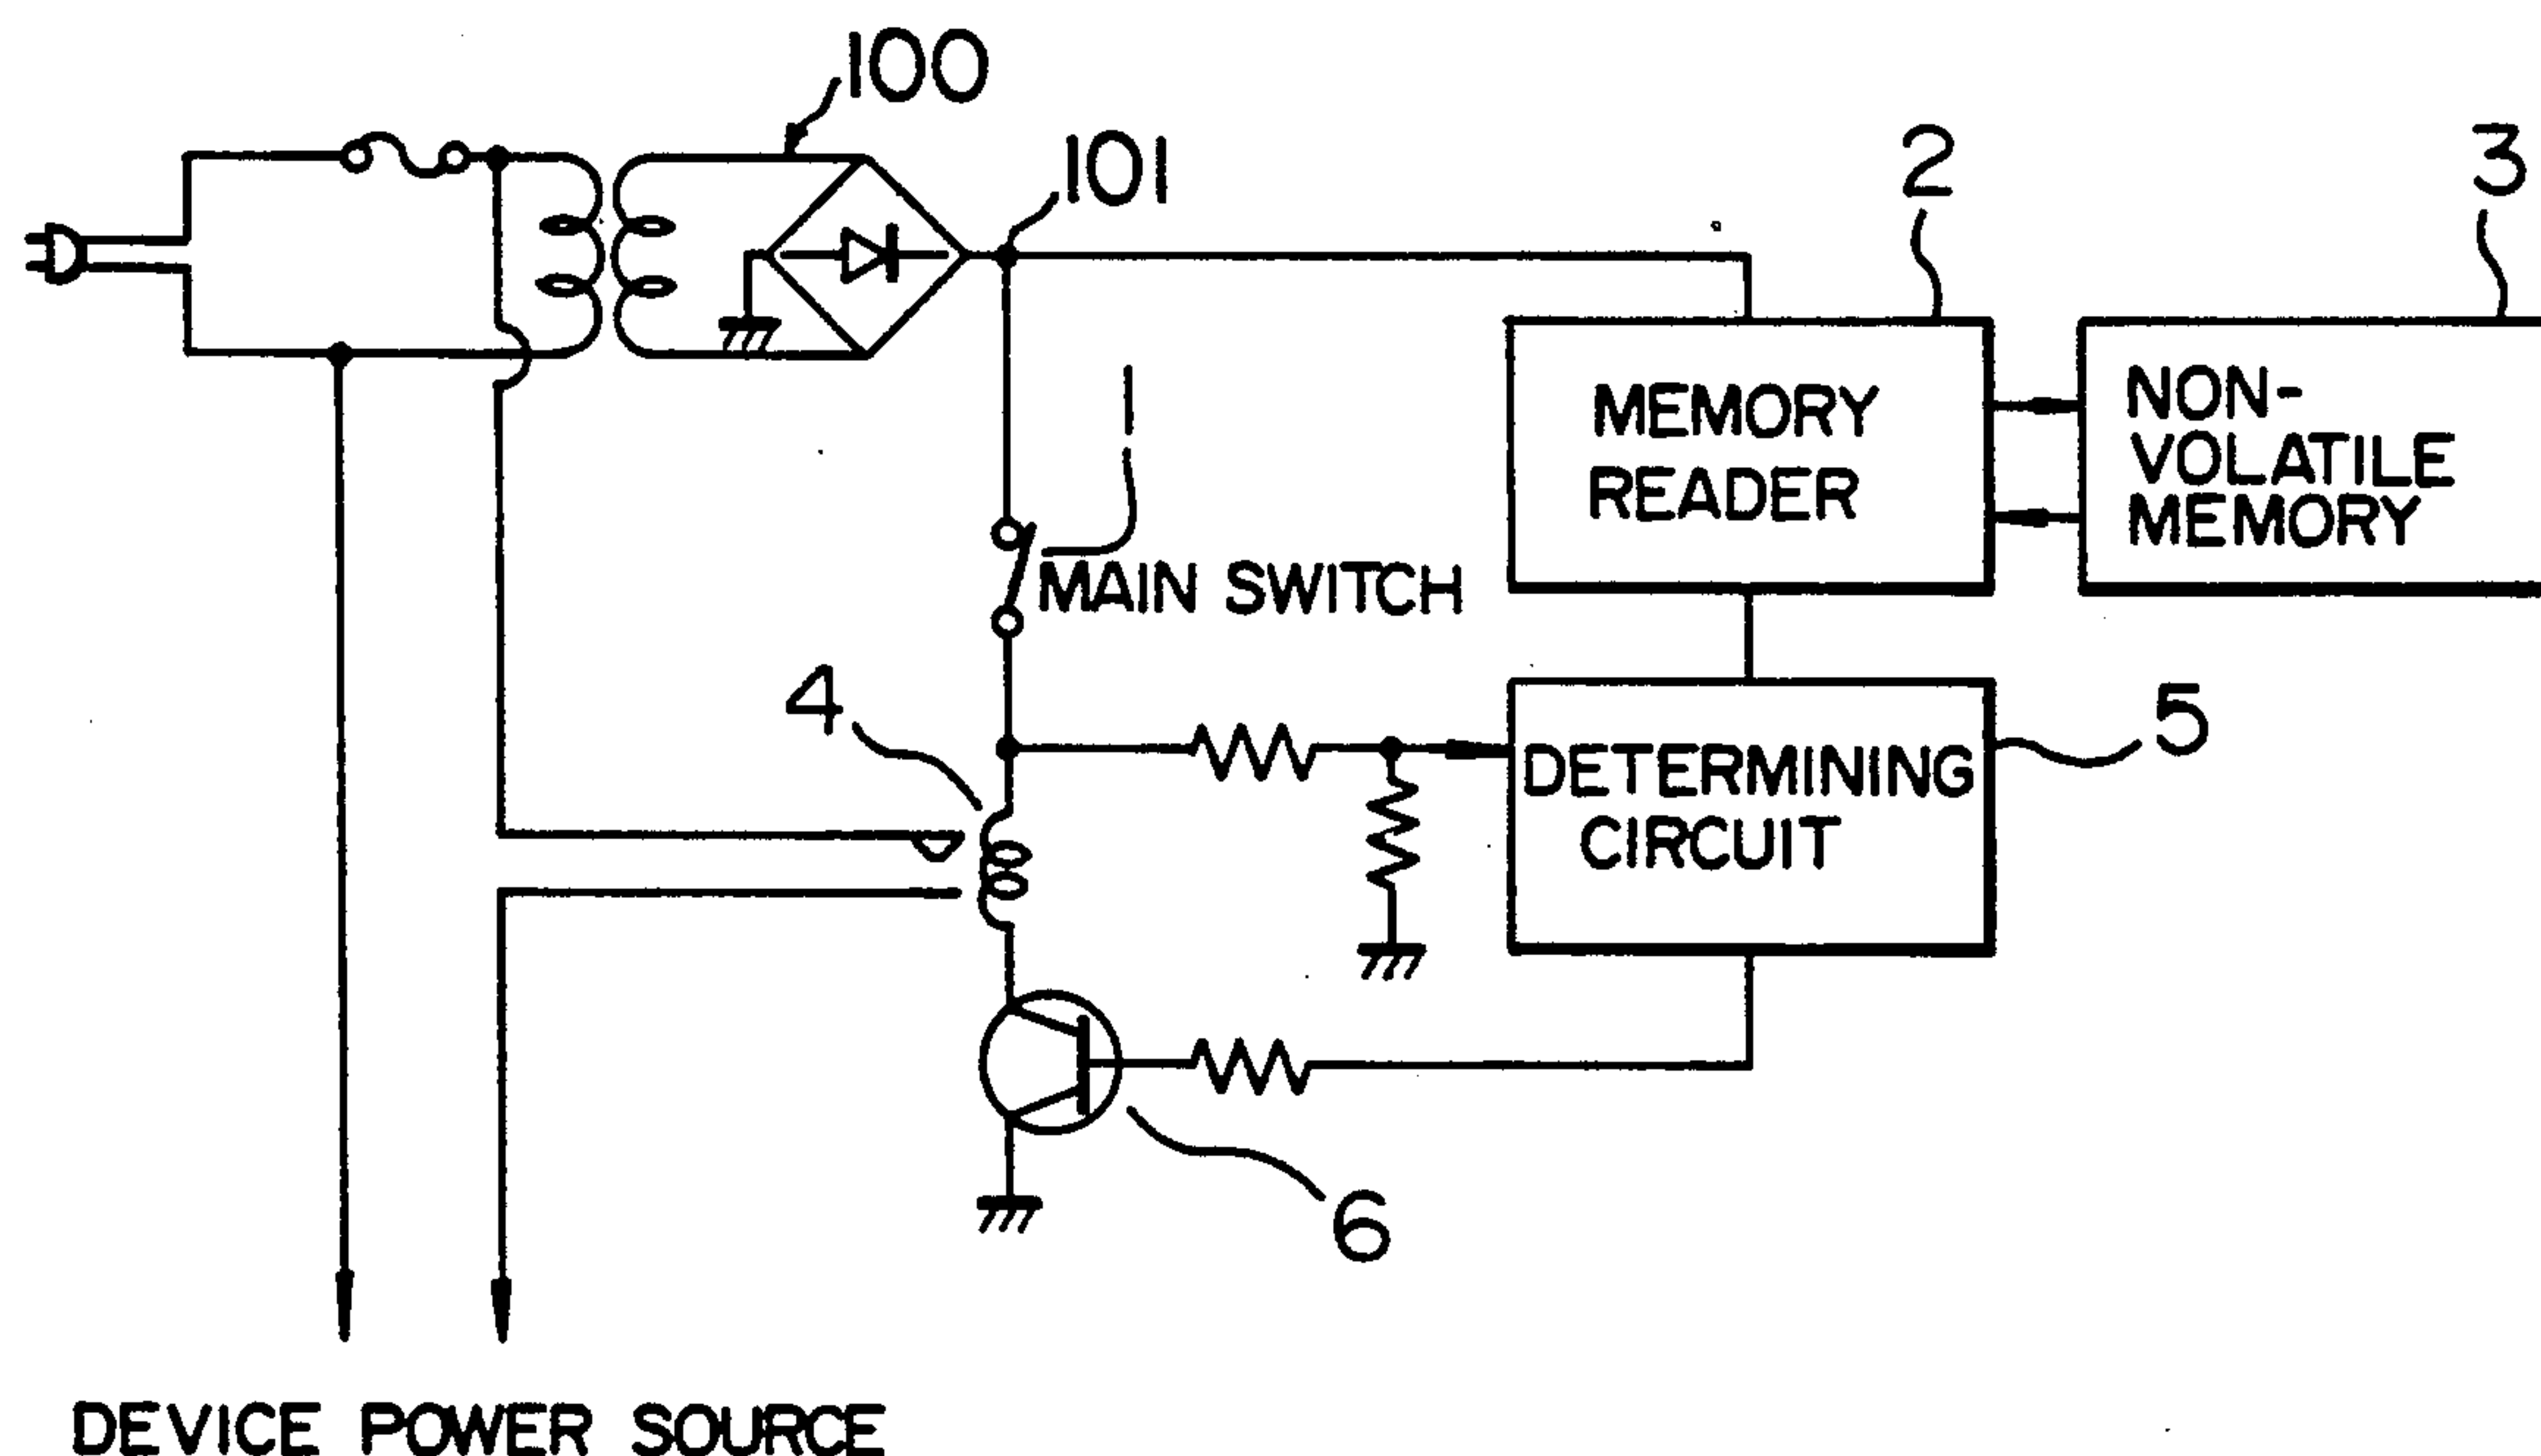 100
101
2
3
MEMORY
READER
NON-
VOLATILE
MEMORY
1
MAIN SWITCH
4
5
DETERMINING
CIRCUIT
6
DEVICE POWER SOURCE